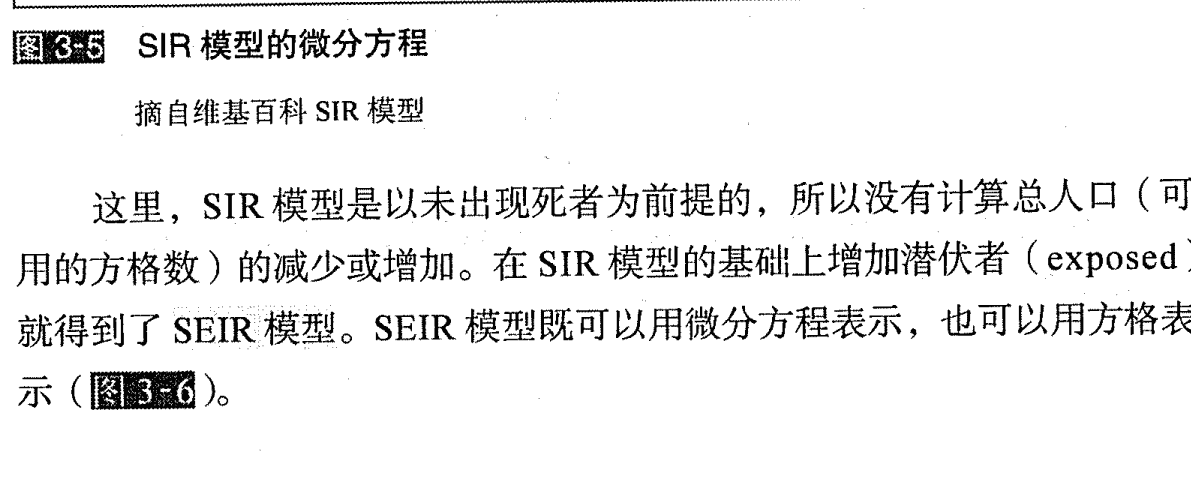 图 3-5 SIR 模型的微分方程
摘自维基百科 SIR 模型
这里，SIR 模型是以未出现死者为前提的，所以没有计算总人口（可
用的方格数）的减少或增加。在 SIR 模型的基础上增加潜伏者（exposed）
就得到了 SEIR 模型。SEIR 模型既可以用微分方程表示，也可以用方格表
示（图 3-6）。